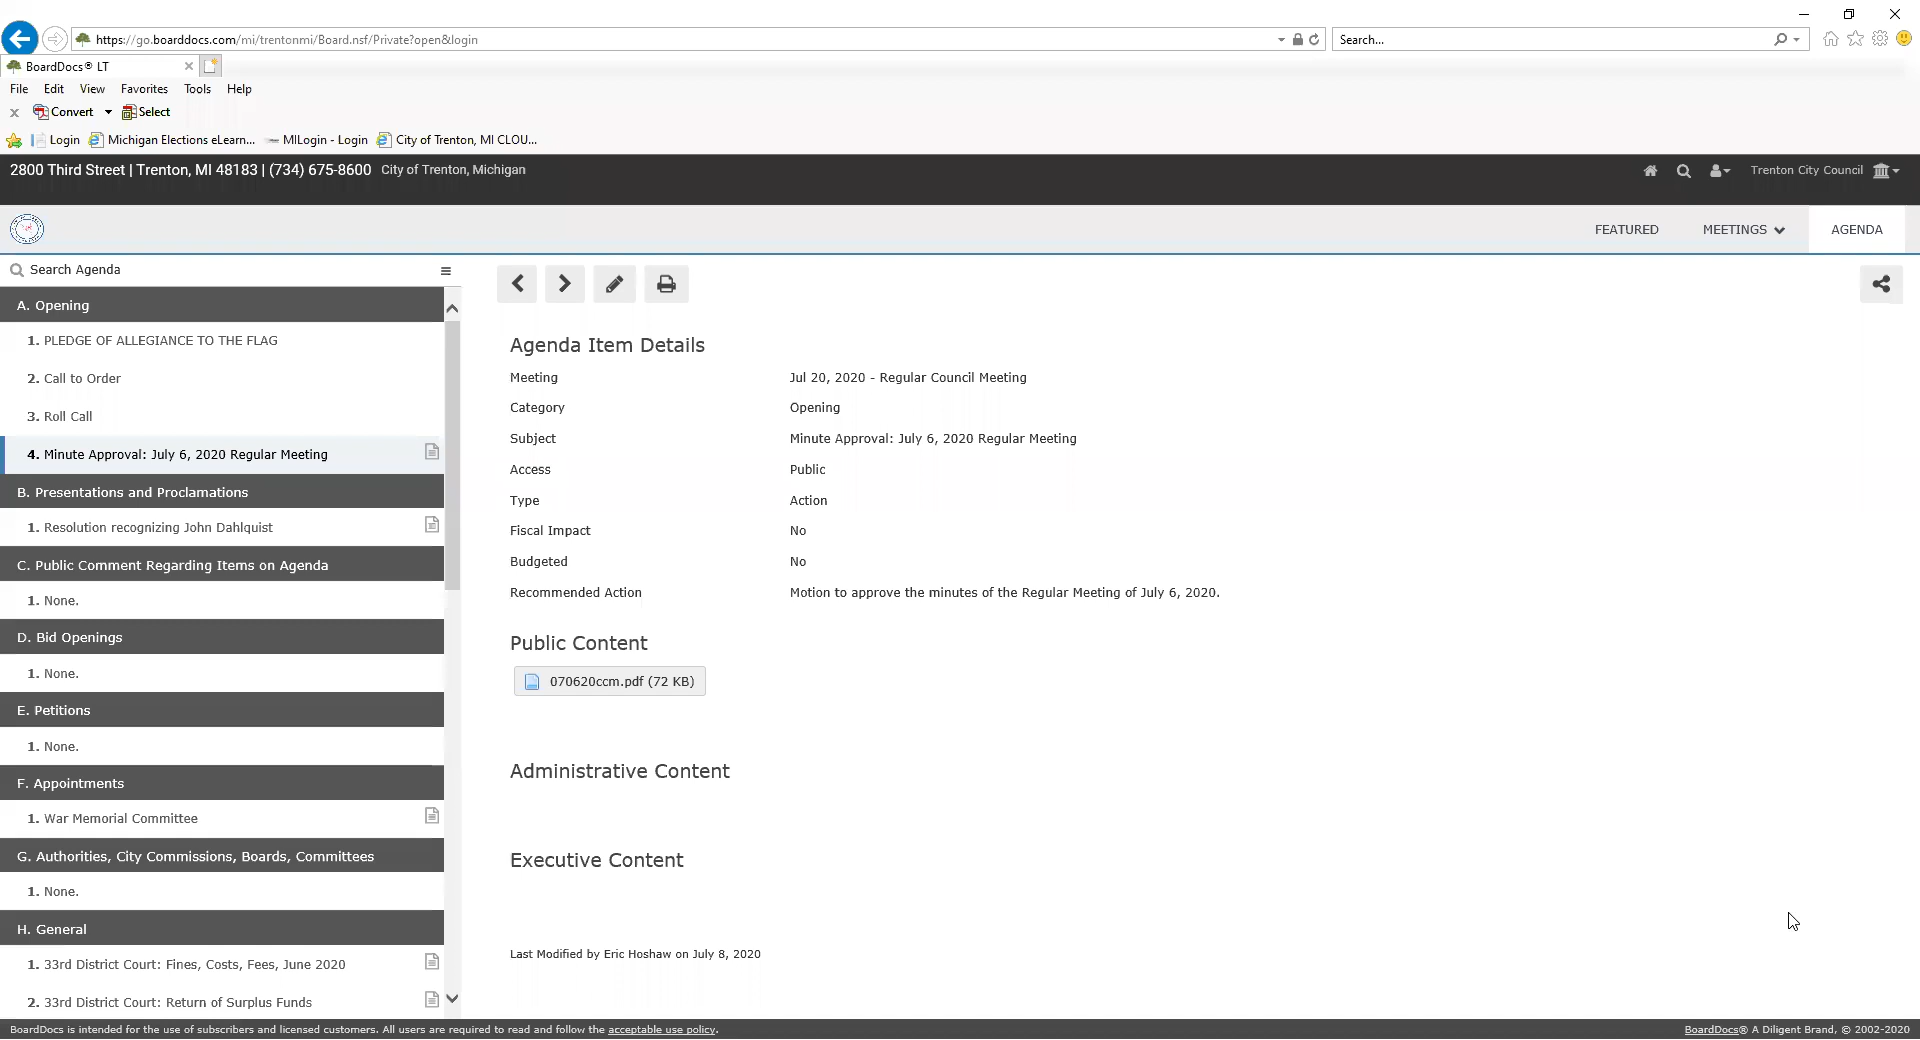 https://go.boarddocs.com/mi/trentonmi/Board.nsf/Private?open&login
Search...
BoardDocs® LT
File Edit View Favorites Tools Help
Convert Select
Login Michigan Elections eLearn... MILogin - Login City of Trenton, MI CLOU...
2800 Third Street | Trenton, MI 48183 | (734) 675-8600 City of Trenton, Michigan
Trenton City Council
FEATURED MEETINGS AGENDA
Search Agenda
A. Opening
1. PLEDGE OF ALLEGIANCE TO THE FLAG
2. Call to Order
3. Roll Call
4. Minute Approval: July 6, 2020 Regular Meeting
B. Presentations and Proclamations
1. Resolution recognizing John Dahlquist
C. Public Comment Regarding Items on Agenda
1. None.
D. Bid Openings
1. None.
E. Petitions
1. None.
F. Appointments
1. War Memorial Committee
G. Authorities, City Commissions, Boards, Committees
1. None.
H. General
1. 33rd District Court: Fines, Costs, Fees, June 2020
2. 33rd District Court: Return of Surplus Funds
Agenda Item Details
Meeting Jul 20, 2020 - Regular Council Meeting
Category Opening
Subject Minute Approval: July 6, 2020 Regular Meeting
Access Public
Type Action
Fiscal Impact No
Budgeted No
Recommended Action Motion to approve the minutes of the Regular Meeting of July 6, 2020.
Public Content
070620ccm.pdf (72 KB)
Administrative Content
Executive Content
Last Modified by Eric Hoshaw on July 8, 2020
BoardDocs is intended for the use of subscribers and licensed customers. All users are required to read and follow the acceptable use policy.
BoardDocs® A Diligent Brand, © 2002-2020